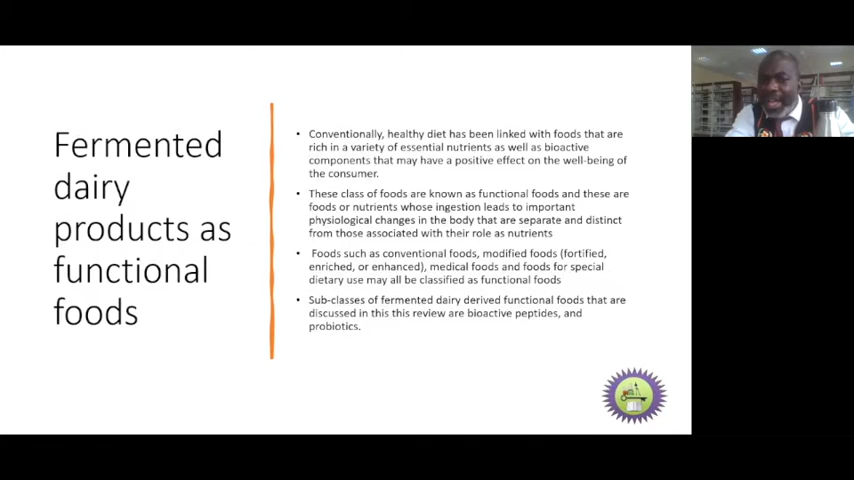 Fermented
dairy
products as
functional
foods
• Conventionally, healthy diet has been linked with foods that are
rich in a variety of essential nutrients as well as bioactive
components that may have a positive effect on the well-being of
the consumer.
• These class of foods are known as functional foods and these are
foods or nutrients whose ingestion leads to important
physiological changes in the body that are separate and distinct
from those associated with their role as nutrients
• Foods such as conventional foods, modified foods (fortified,
enriched, or enhanced), medical foods and foods for special
dietary use may all be classified as functional foods
• Sub-classes of fermented dairy derived functional foods that are
discussed in this this review are bioactive peptides, and
probiotics.